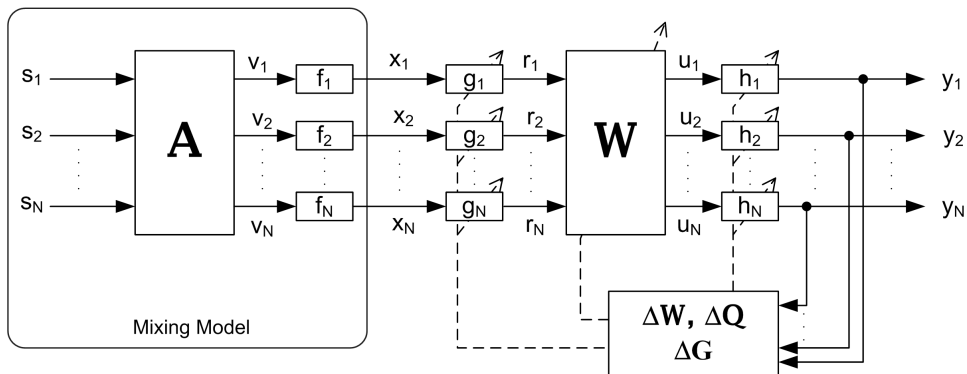 s1 v1 f1 x1 g1 r1 u1 h1 y1
s2 v2 f2 x2 g2 r2 u2 h2 y2
A W
sN vN fN xN gN rN uN hN yN
ΔW, ΔQ
ΔG
Mixing Model